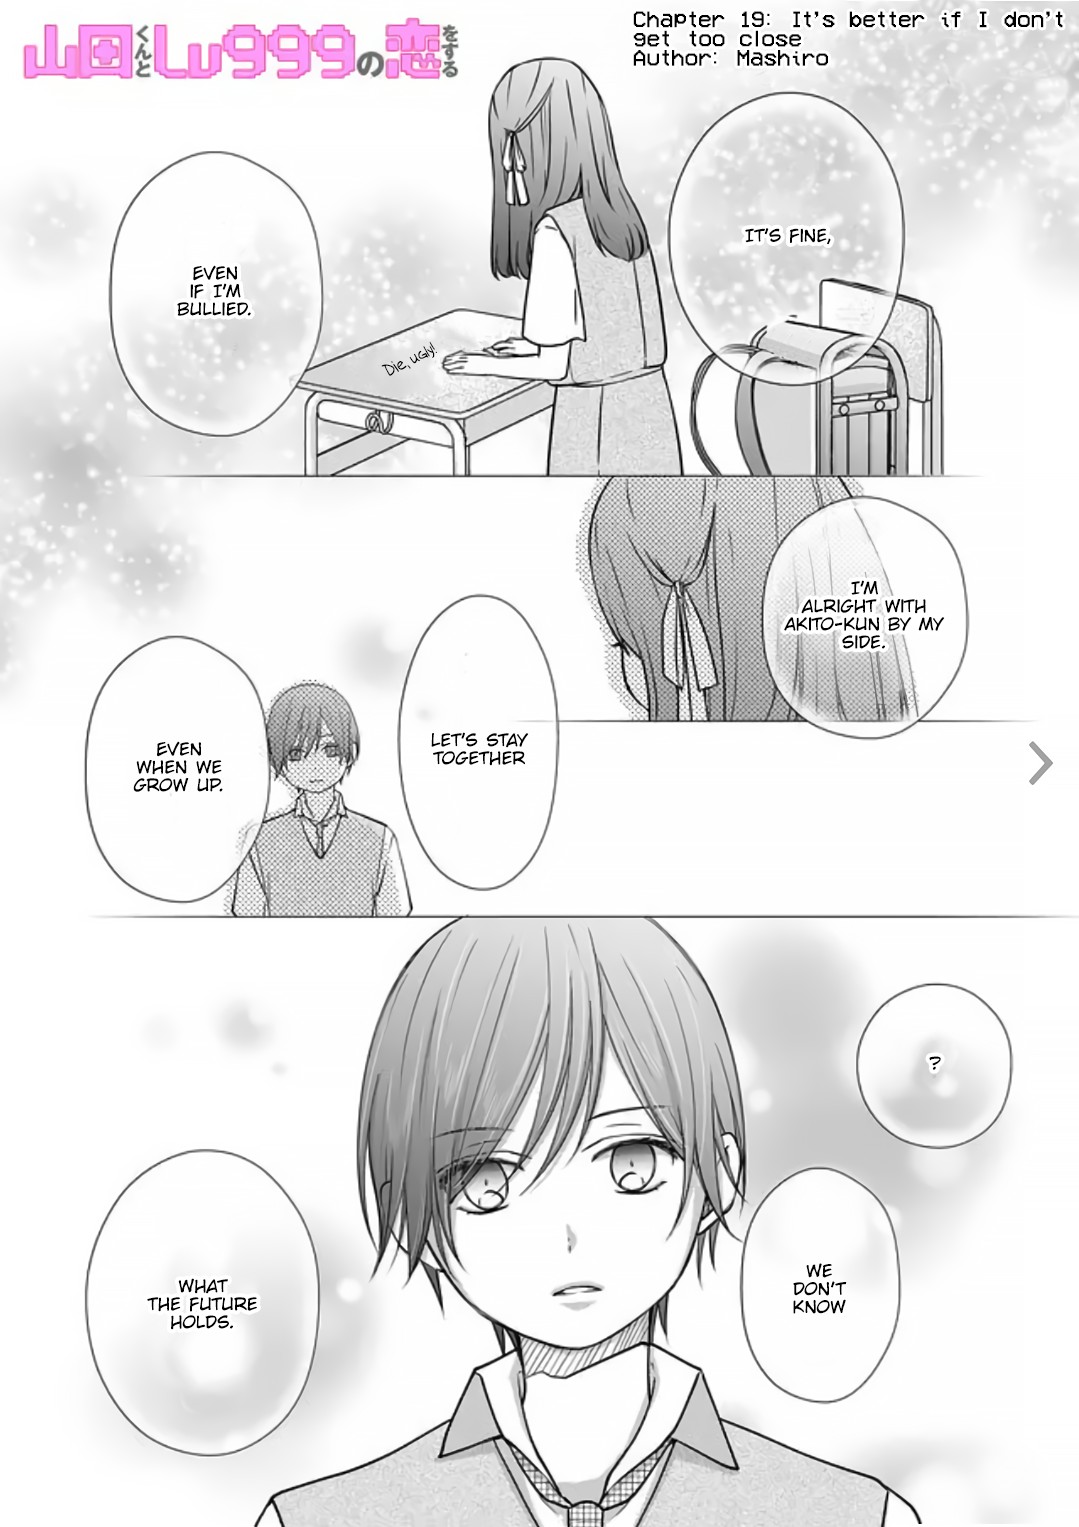 山田くんとLv999の恋をする
Chapter 19: It's better if I don't
get too close
Author: Mashiro
IT'S FINE,
EVEN
IF I'M
BULLIED.
Die, ugly!
I'M
ALRIGHT WITH
AKITO-KUN BY MY
SIDE.
LET'S STAY
TOGETHER
EVEN
WHEN WE
GROW UP.
?
WE
DON'T
KNOW
WHAT
THE FUTURE
HOLDS.